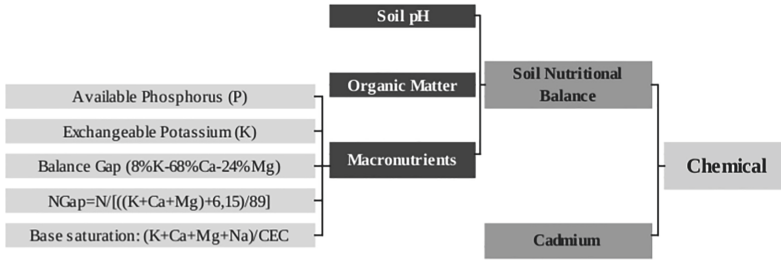 Soil pH
Organic Matter
Macronutrients
Available Phosphorus (P)
Exchangeable Potassium (K)
Balance Gap (8%K-68%Ca-24%Mg)
NGap=N/[((K+Ca+Mg)+6,15)/89]
Base saturation: (K+Ca+Mg+Na)/CEC
Soil Nutritional
Balance
Cadmium
Chemical